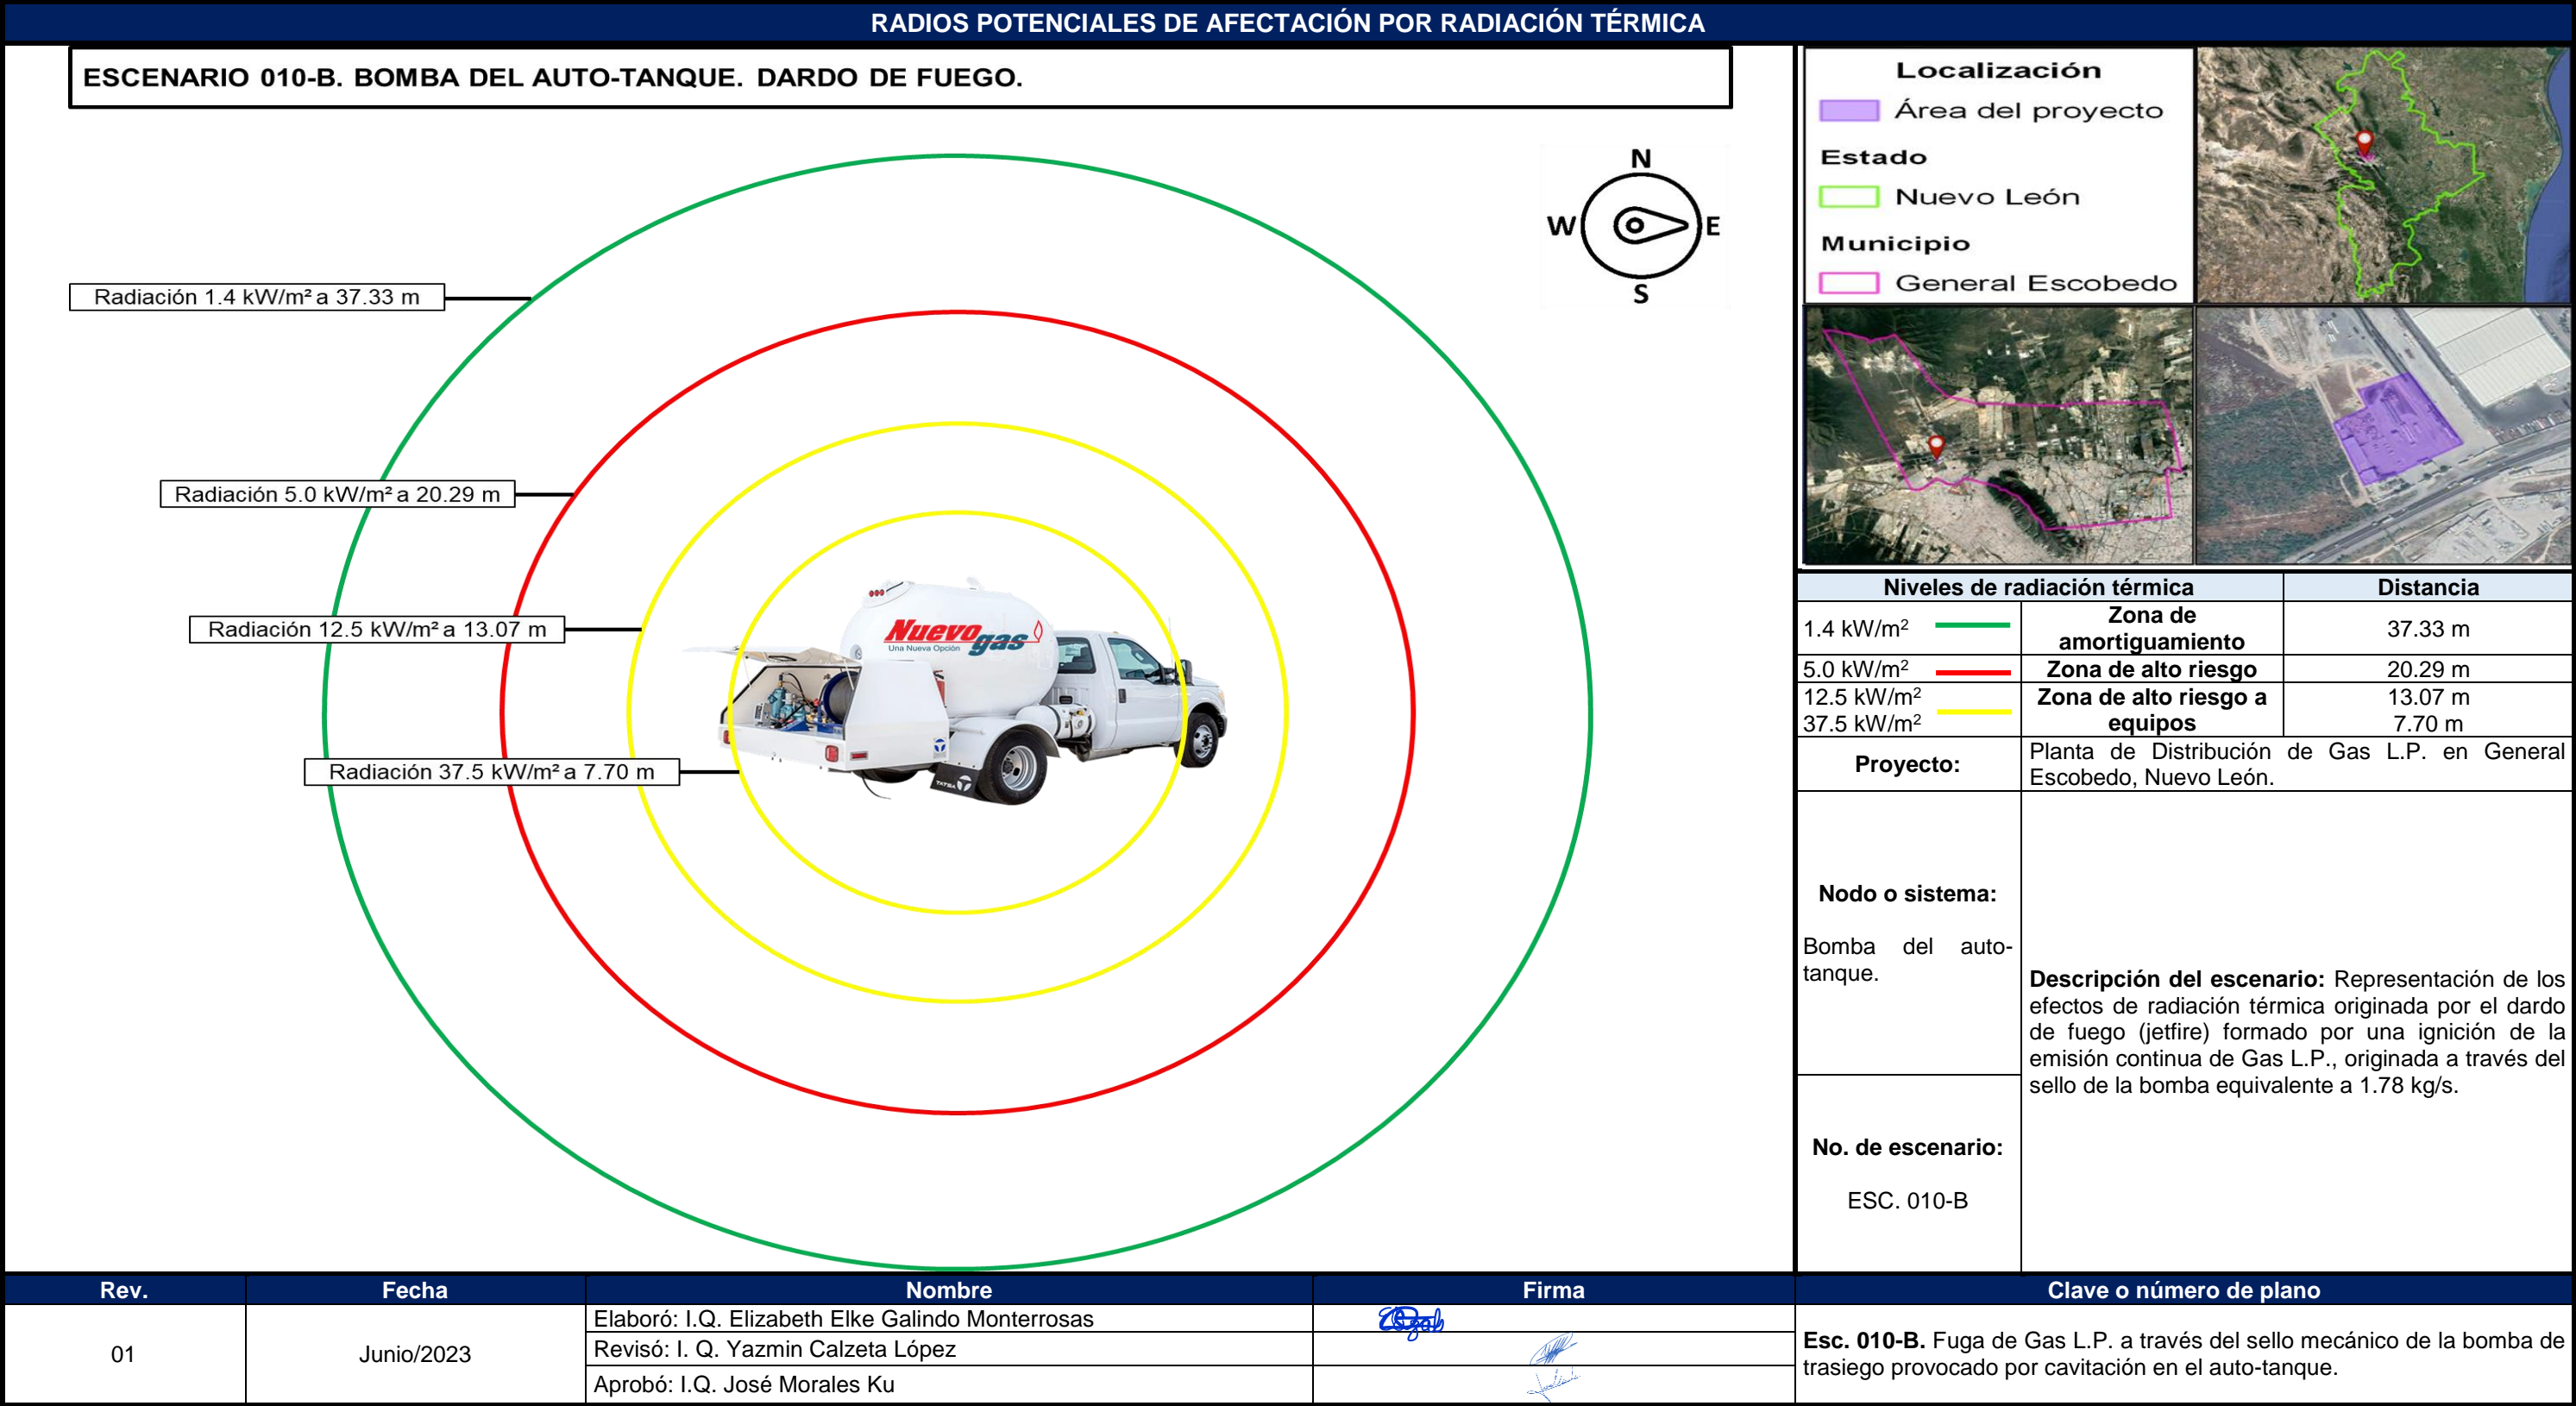 RADIOS POTENCIALES DE AFECTACIÓN POR RADIACIÓN TÉRMICA
ESCENARIO 010-B. BOMBA DEL AUTO-TANQUE. DARDO DE FUEGO.
N
W
E
S
Radiación 1.4 kW/m² a 37.33 m
Radiación 5.0 kW/m² a 20.29 m
Radiación 12.5 kW/m² a 13.07 m
Radiación 37.5 kW/m² a 7.70 m
Nuevo
gas
Una Nueva Opción
TATSA
Localización
Área del proyecto
Estado
Nuevo León
Municipio
General Escobedo
Niveles de radiación térmica
Distancia
1.4 kW/m²
Zona de
amortiguamiento
37.33 m
5.0 kW/m²
Zona de alto riesgo
20.29 m
12.5 kW/m²
37.5 kW/m²
Zona de alto riesgo a
equipos
13.07 m
7.70 m
Proyecto:
Planta de Distribución de Gas L.P. en General
Escobedo, Nuevo León.
Nodo o sistema:
Bomba del auto-
tanque.
No. de escenario:
ESC. 010-B
Descripción del escenario: Representación de los
efectos de radiación térmica originada por el dardo
de fuego (jetfire) formado por una ignición de la
emisión continua de Gas L.P., originada a través del
sello de la bomba equivalente a 1.78 kg/s.
Rev.
Fecha
Nombre
Firma
Clave o número de plano
01
Junio/2023
Elaboró: I.Q. Elizabeth Elke Galindo Monterrosas
Revisó: I. Q. Yazmin Calzeta López
Aprobó: I.Q. José Morales Ku
Esc. 010-B. Fuga de Gas L.P. a través del sello mecánico de la bomba de
trasiego provocado por cavitación en el auto-tanque.